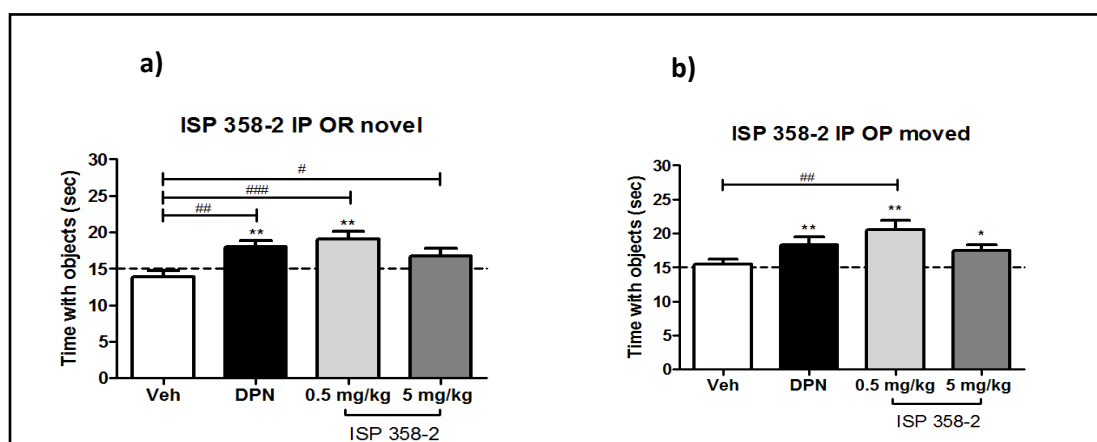 a)
ISP 358-2 IP OR novel
Time with objects (sec)
30
25
20
15
10
5
0
#
###
##
**
**
Veh DPN 0.5 mg/kg 5 mg/kg
ISP 358-2
b)
ISP 358-2 IP OP moved
Time with objects (sec)
30
25
20
15
10
5
0
##
**
**
*
Veh DPN 0.5 mg/kg 5 mg/kg
ISP 358-2